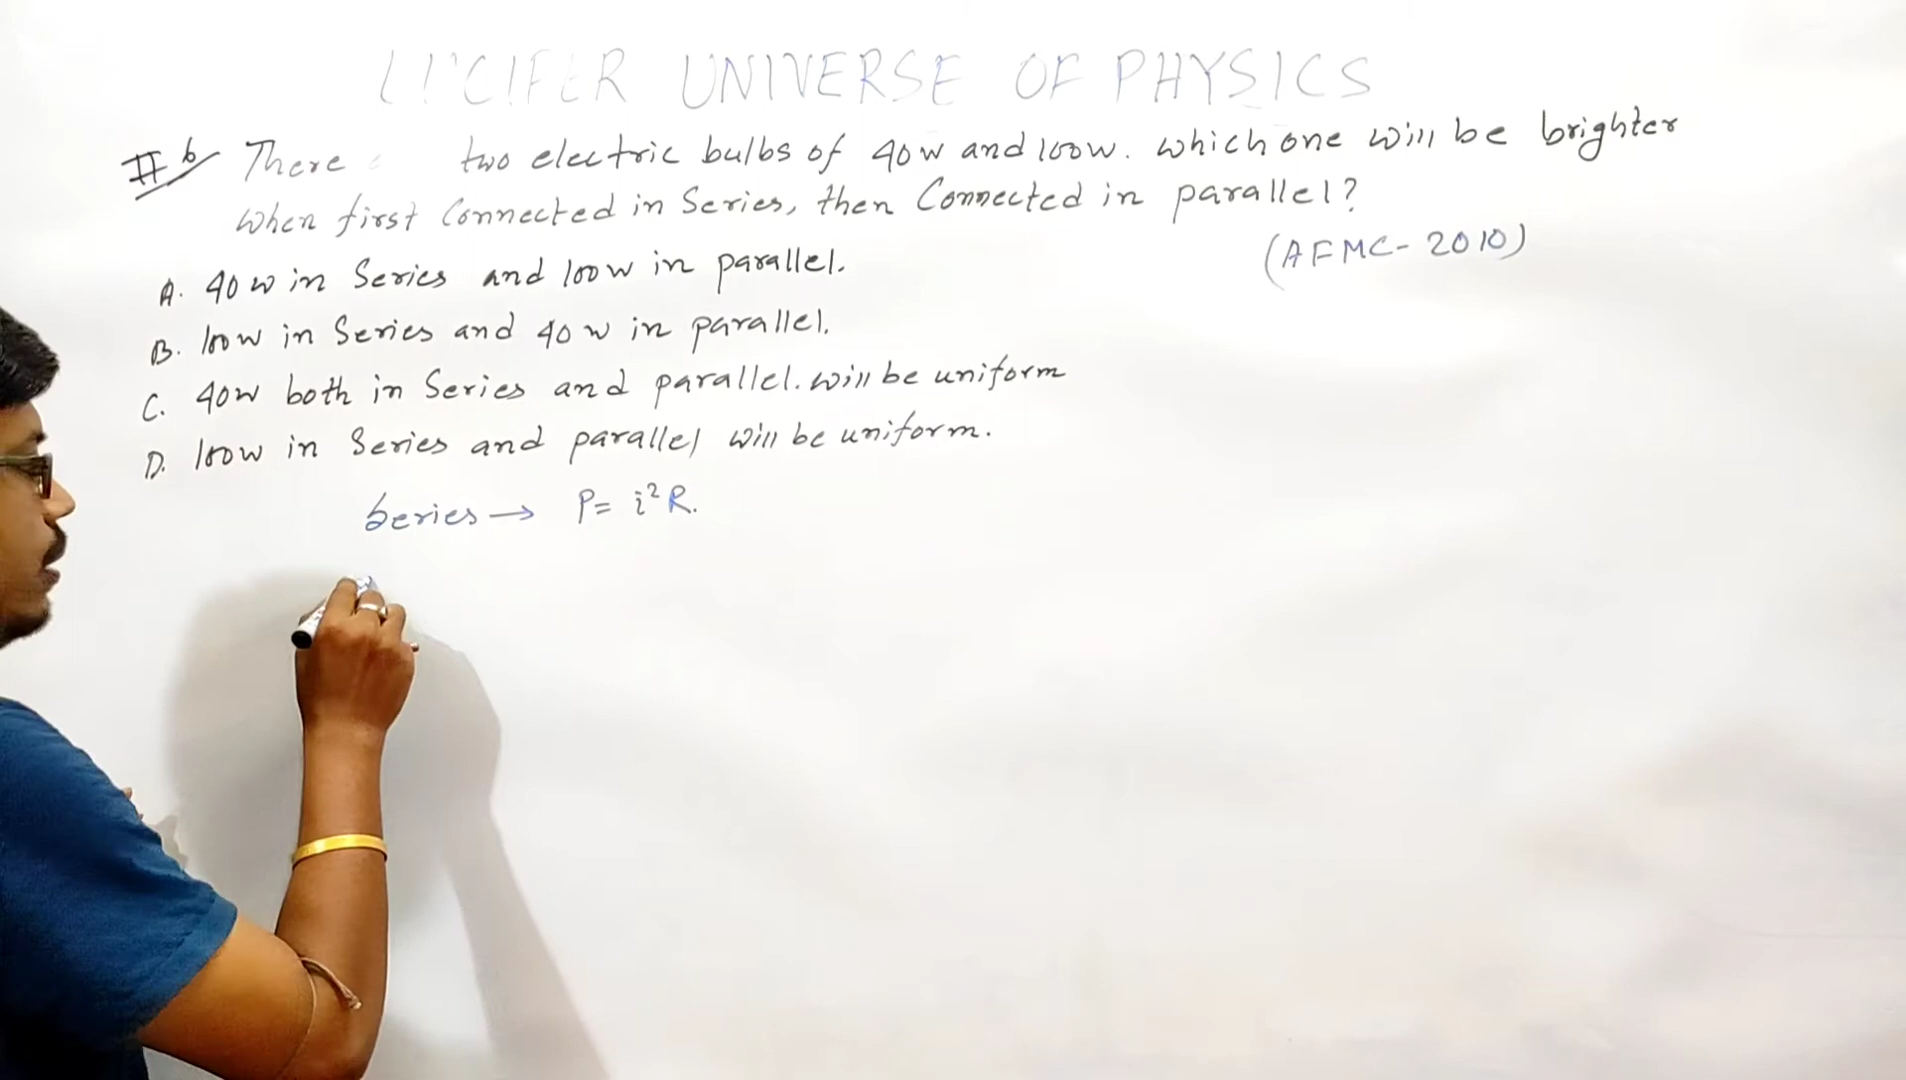 LUCIFER UNIVERSE OF PHYSICS
# 6 There two electric bulbs of 40w and 100w. which one will be brighter
when first connected in Series, then Connected in parallel?
(AFMC- 2010)
A. 40w in Series and 100w in parallel.
B. 100w in Series and 40w in parallel.
C. 40w both in Series and parallel. will be uniform
D. 100w in Series and parallel will be uniform.
Series → P= i²R.